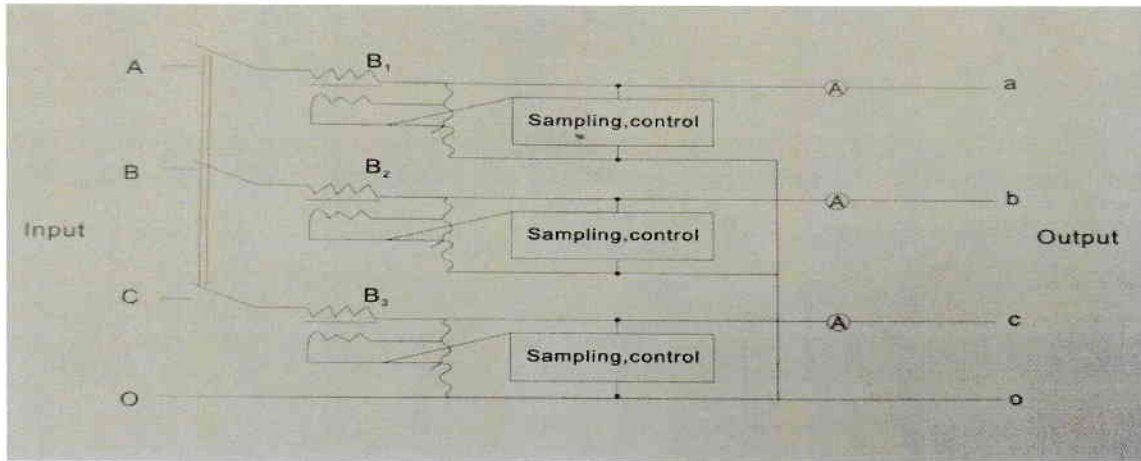 A
B₁
A
a
Sampling,control
B
B₂
A
b
Input
Sampling,control
Output
C
B₃
A
c
Sampling,control
O
o